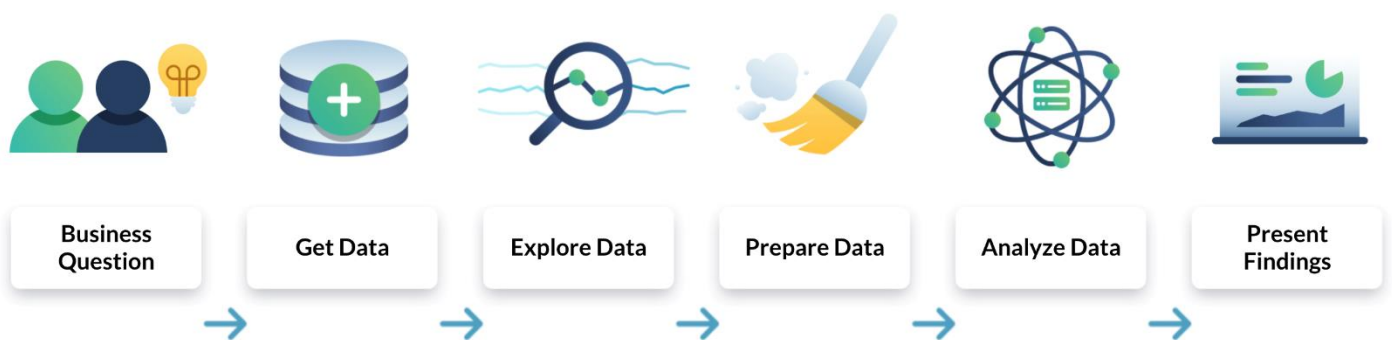 Business
Question
Get Data
Explore Data
Prepare Data
Analyze Data
Present
Findings